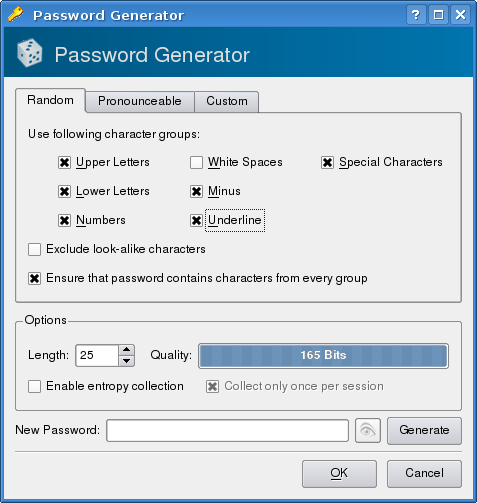 Password Generator
Password Generator
Random Pronounceable Custom
Use following character groups:
Upper Letters White Spaces Special Characters
Lower Letters Minus
Numbers Underline
Exclude look-alike characters
Ensure that password contains characters from every group
Options
Length: 25 Quality: 165 Bits
Enable entropy collection Collect only once per session
New Password: Generate
OK Cancel